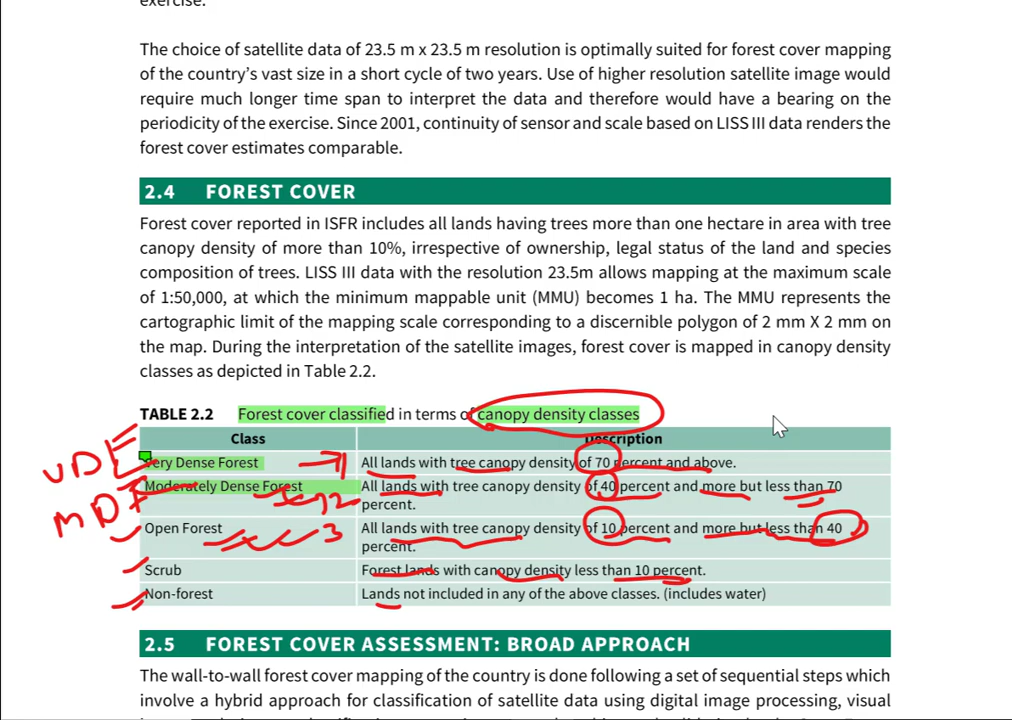 exercise.
The choice of satellite data of 23.5 m x 23.5 m resolution is optimally suited for forest cover mapping
of the country's vast size in a short cycle of two years. Use of higher resolution satellite image would
require much longer time span to interpret the data and therefore would have a bearing on the
periodicity of the exercise. Since 2001, continuity of sensor and scale based on LISS III data renders the
forest cover estimates comparable.
2.4 FOREST COVER
Forest cover reported in ISFR includes all lands having trees more than one hectare in area with tree
canopy density of more than 10%, irrespective of ownership, legal status of the land and species
composition of trees. LISS III data with the resolution 23.5m allows mapping at the maximum scale
of 1:50,000, at which the minimum mappable unit (MMU) becomes 1 ha. The MMU represents the
cartographic limit of the mapping scale corresponding to a discernible polygon of 2 mm X 2 mm on
the map. During the interpretation of the satellite images, forest cover is mapped in canopy density
classes as depicted in Table 2.2.
TABLE 2.2 Forest cover classified in terms of canopy density classes
Class Description
VDF Very Dense Forest 1 All lands with tree canopy density of 70 percent and above.
MDF Moderately Dense Forest 2 All lands with tree canopy density of 40 percent and more but less than 70
percent.
Open Forest 3 All lands with tree canopy density of 10 percent and more but less than 40
percent.
Scrub Forest lands with canopy density less than 10 percent.
Non-forest Lands not included in any of the above classes. (includes water)
2.5 FOREST COVER ASSESSMENT: BROAD APPROACH
The wall-to-wall forest cover mapping of the country is done following a set of sequential steps which
involve a hybrid approach for classification of satellite data using digital image processing, visual